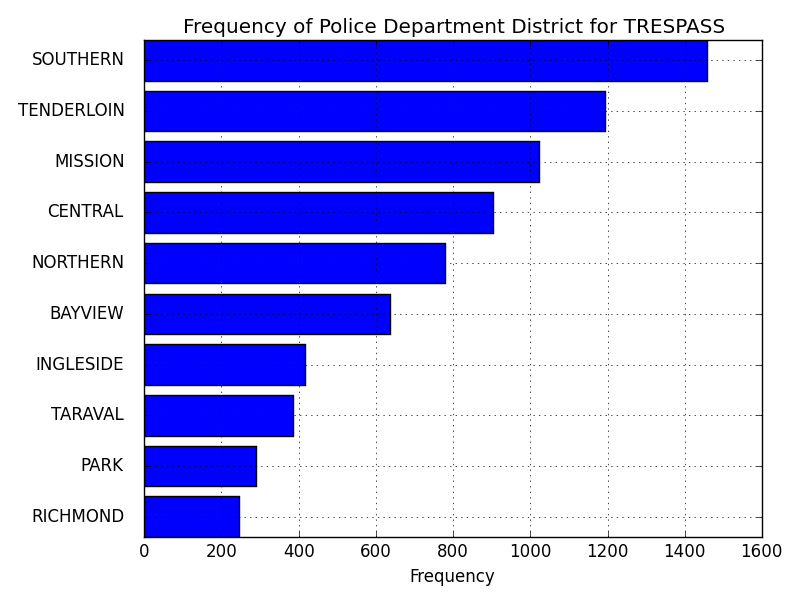 Frequency of Police Department District for TRESPASS
SOUTHERN
TENDERLOIN
MISSION
CENTRAL
NORTHERN
BAYVIEW
INGLESIDE
TARAVAL
PARK
RICHMOND
0 200 400 600 800 1000 1200 1400 1600
Frequency